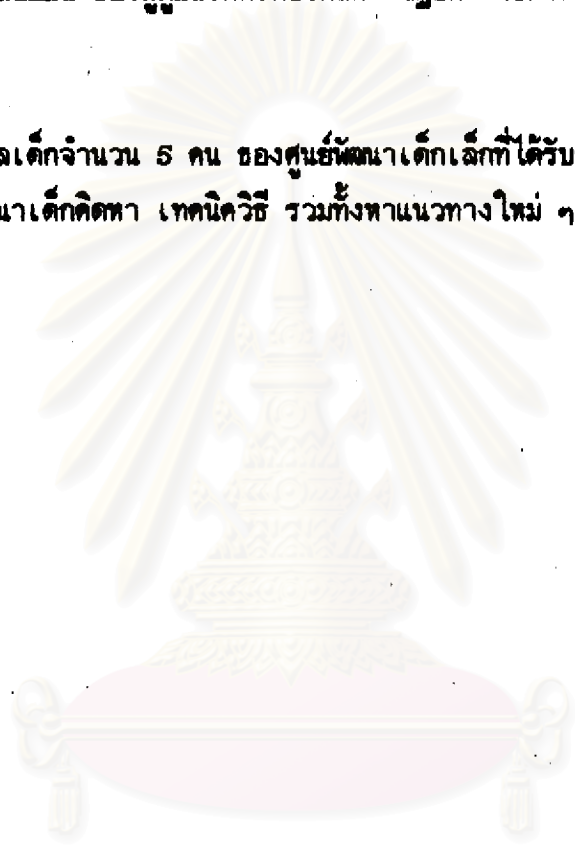 ลเด็กจำนวน 5 คน ของศูนย์พัฒนาเด็กเล็กที่ได้รับ
นาเด็กคิดหา เทคนิควิธี รวมทั้งหาแนวทางใหม่ ๆ